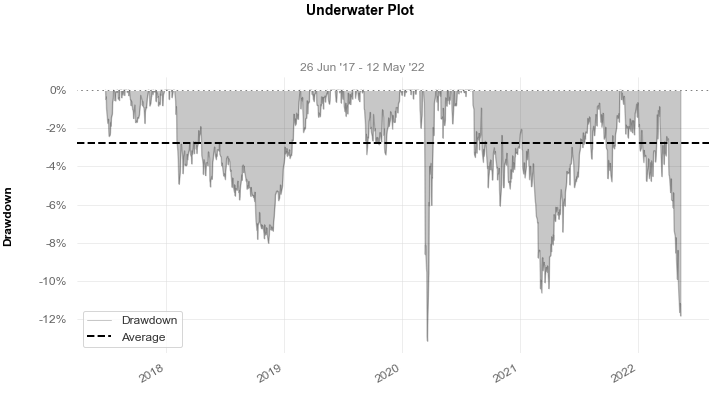 Underwater Plot
26 Jun '17 - 12 May '22
0%
-2%
-4%
-6%
-8%
-10%
-12%
Drawdown
Drawdown
Average
2018
2019
2020
2021
2022